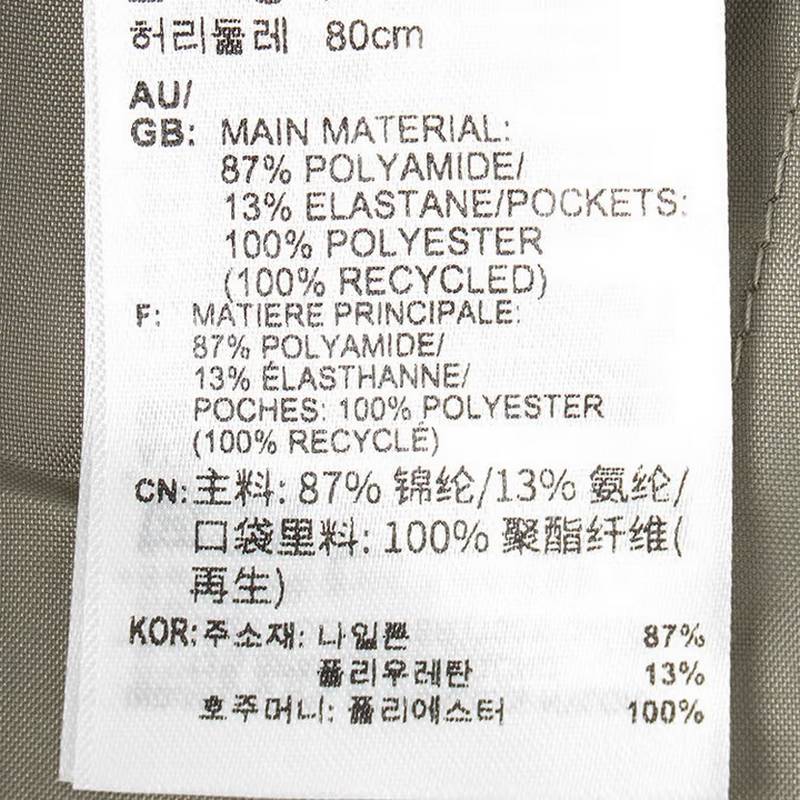 허리둘레 80cm
AU/
GB: MAIN MATERIAL:
87% POLYAMIDE/
13% ELASTANE/POCKETS:
100% POLYESTER
(100% RECYCLED)
F: MATIERE PRINCIPALE:
87% POLYAMIDE/
13% ÉLASTHANNE/
POCHES: 100% POLYESTER
(100% RECYCLÉ)
CN: 主料: 87% 锦纶/13% 氨纶/
口袋里料: 100% 聚酯纤维(
再生)
KOR: 주소재: 나일론 87%
폴리우레탄 13%
호주머니: 폴리에스터 100%